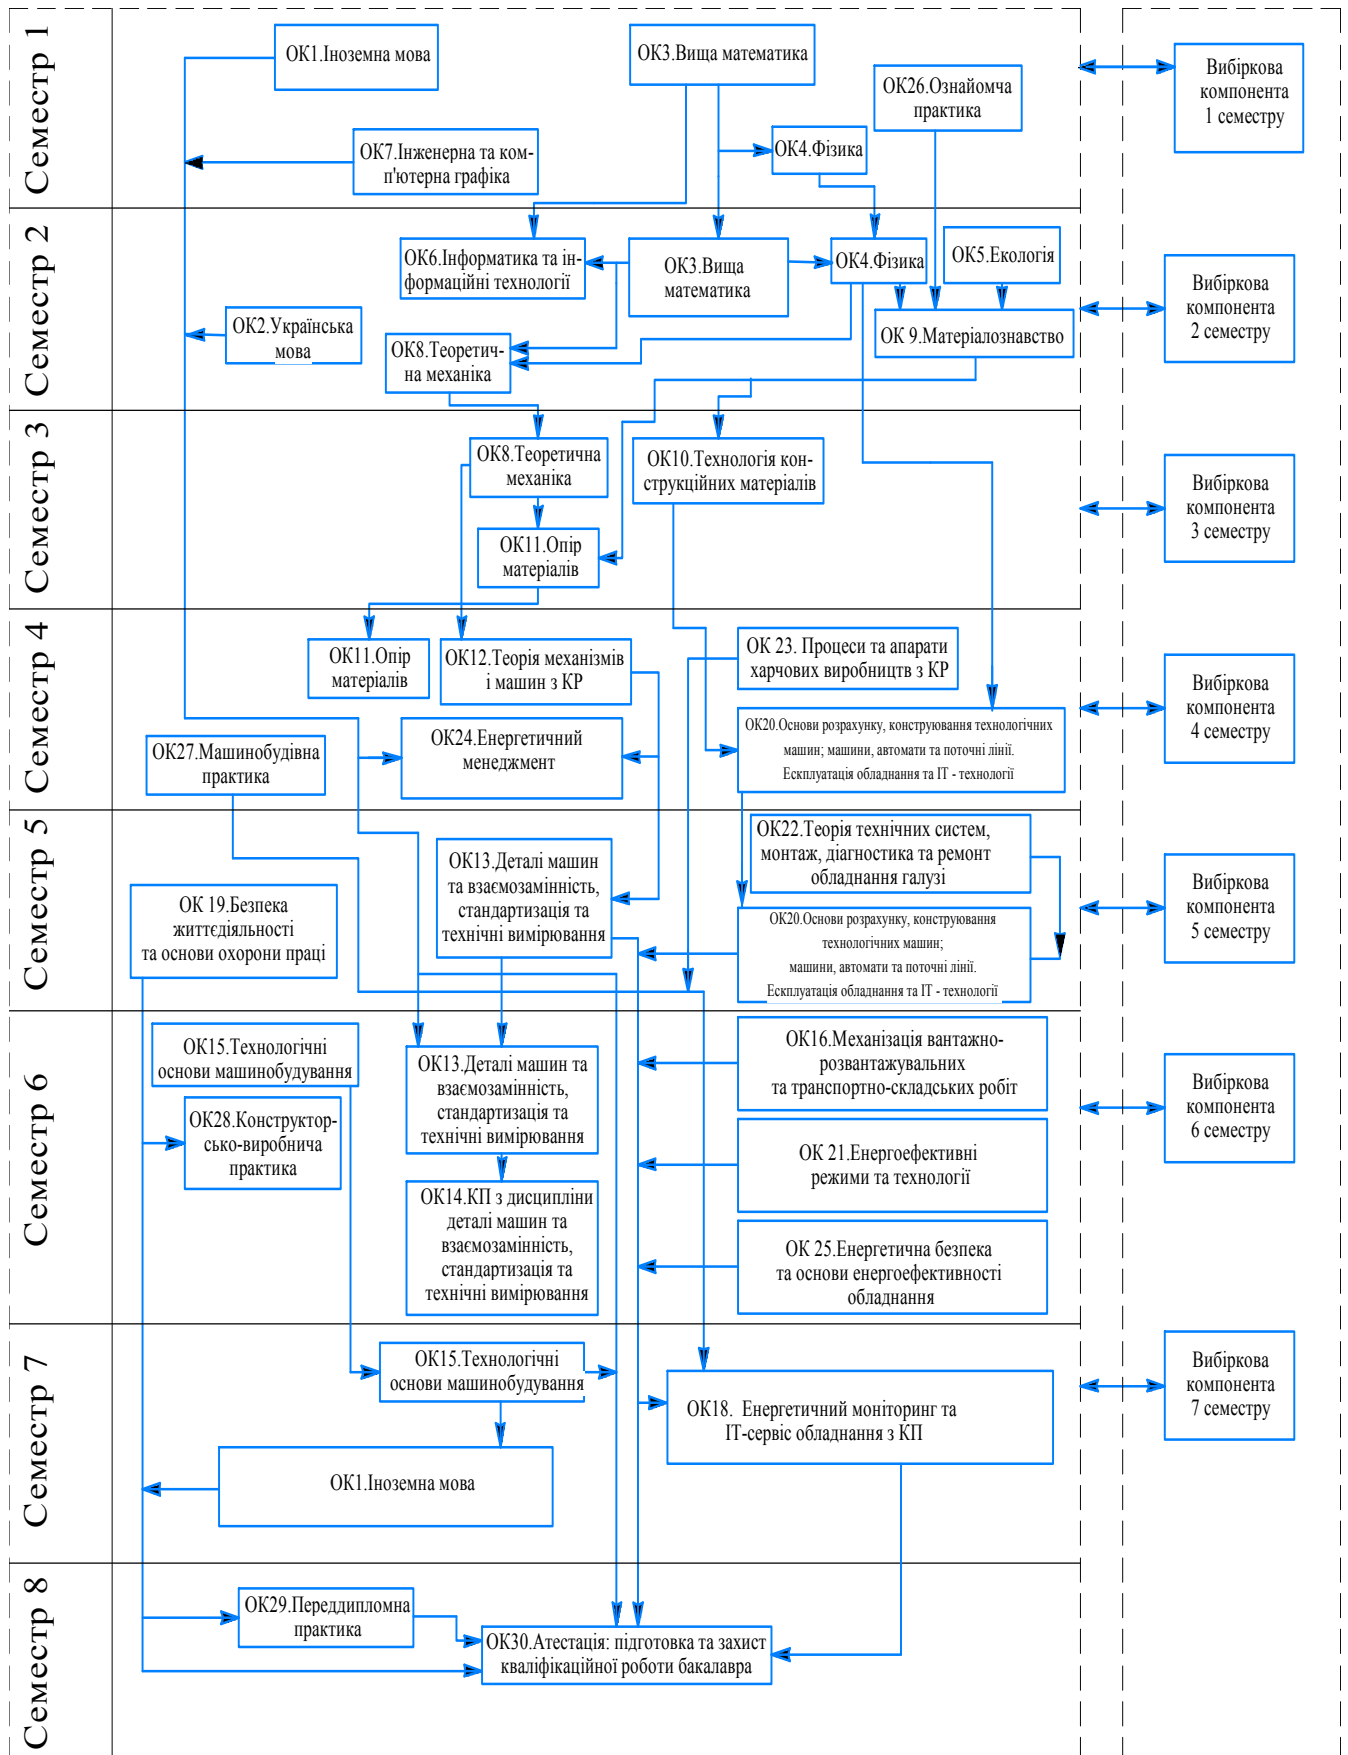 Семестр 1
ОК1.Іноземна мова
ОК3.Вища математика
ОК26.Ознайомча
практика
ОК7.Інженерна та ком-
п'ютерна графіка
ОК4.Фізика
Вибіркова
компонента
1 семестру
Семестр 2
ОК6.Інформатика та ін-
формаційні технології
ОК3.Вища
математика
ОК4.Фізика
ОК5.Екологія
ОК2.Українська
мова
ОК8.Теоретич-
на механіка
ОК 9.Матеріалознавство
Вибіркова
компонента
2 семестру
Семестр 3
ОК8.Теоретична
механіка
ОК10.Технологія кон-
струкційних матеріалів
ОК11.Опір
матеріалів
Вибіркова
компонента
3 семестру
Семестр 4
ОК11.Опір
матеріалів
ОК12.Теорія механізмів
і машин з КР
ОК 23. Процеси та апарати
харчових виробництв з КР
ОК27.Машинобудівна
практика
ОК24.Енергетичний
менеджмент
ОК20.Основи розрахунку, конструювання технологічних
машин; машини, автомати та поточні лінії.
Ескплуатація обладнання та ІТ - технології
Вибіркова
компонента
4 семестру
Семестр 5
ОК 19.Безпека
життєдіяльності
та основи охорони праці
ОК13.Деталі машин
та взаємозамінність,
стандартизація та
технічні вимірювання
ОК22.Теорія технічних систем,
монтаж, діагностика та ремонт
обладнання галузі
ОК20.Основи розрахунку, конструювання
технологічних машин;
машини, автомати та поточні лінії.
Ескплуатація обладнання та ІТ - технології
Вибіркова
компонента
5 семестру
Семестр 6
ОК15.Технологічні
основи машинобудування
ОК28.Конструктор-
сько-виробнича
практика
ОК13.Деталі машин та
взаємозамінність,
стандартизація та
технічні вимірювання
ОК14.КП з дисципліни
деталі машин та
взаємозамінність,
стандартизація та
технічні вимірювання
ОК16.Механізація вантажно-
розвантажувальних
та транспортно-складських робіт
ОК 21.Енергоефективні
режими та технології
ОК 25.Енергетична безпека
та основи енергоефективності
обладнання
Вибіркова
компонента
6 семестру
Семестр 7
ОК15.Технологічні
основи машинобудування
ОК18. Енергетичний моніторинг та
ІТ-сервіс обладнання з КП
ОК1.Іноземна мова
Вибіркова
компонента
7 семестру
Семестр 8
ОК29.Переддипломна
практика
ОК30.Атестація: підготовка та захист
кваліфікаційної роботи бакалавра